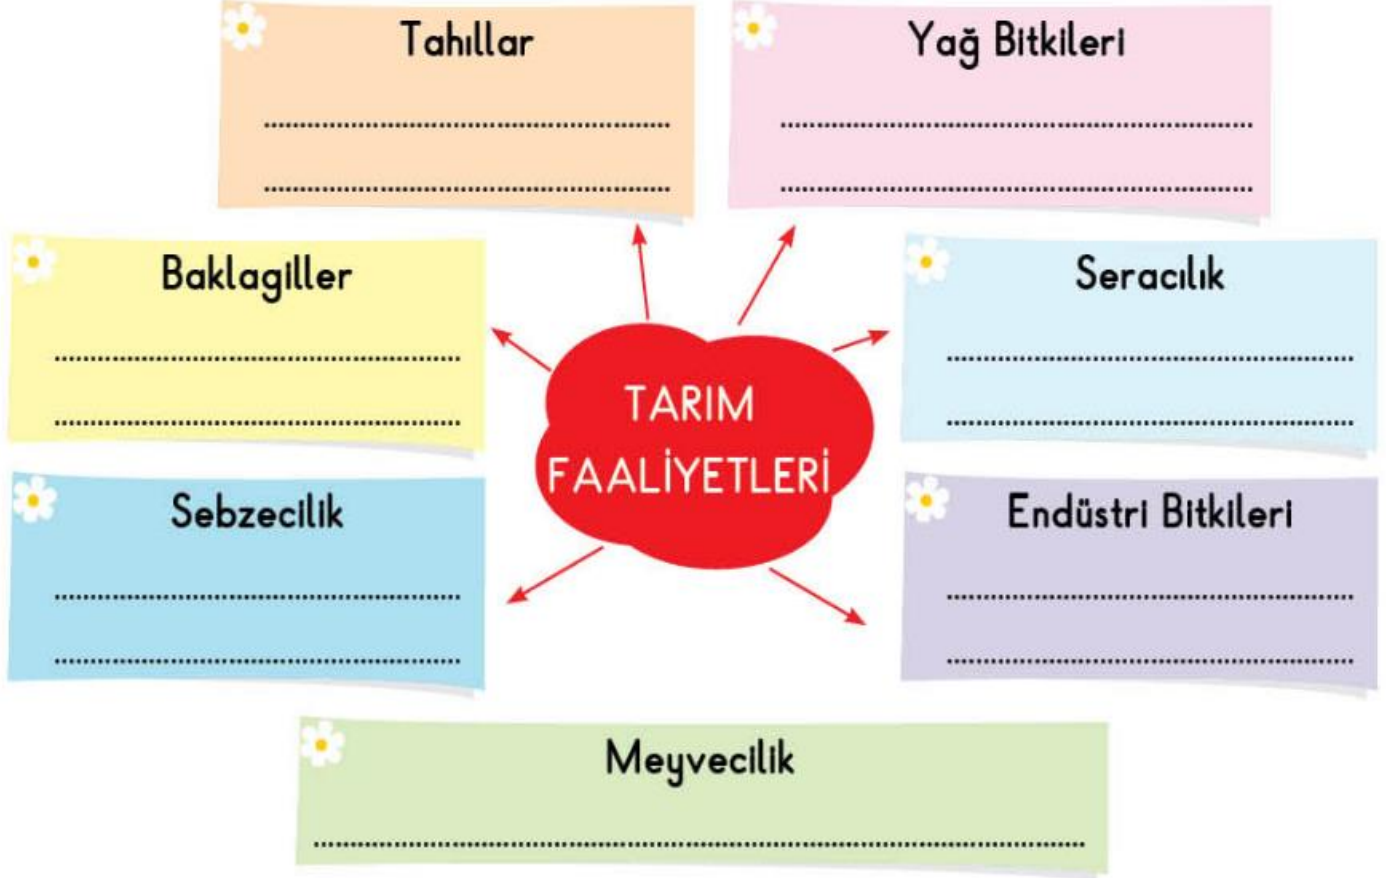 Tahıllar
Yağ Bitkileri
Baklagiller
Seracılık
TARIM
FAALİYETLERİ
Sebzecilik
Endüstri Bitkileri
Meyvecilik